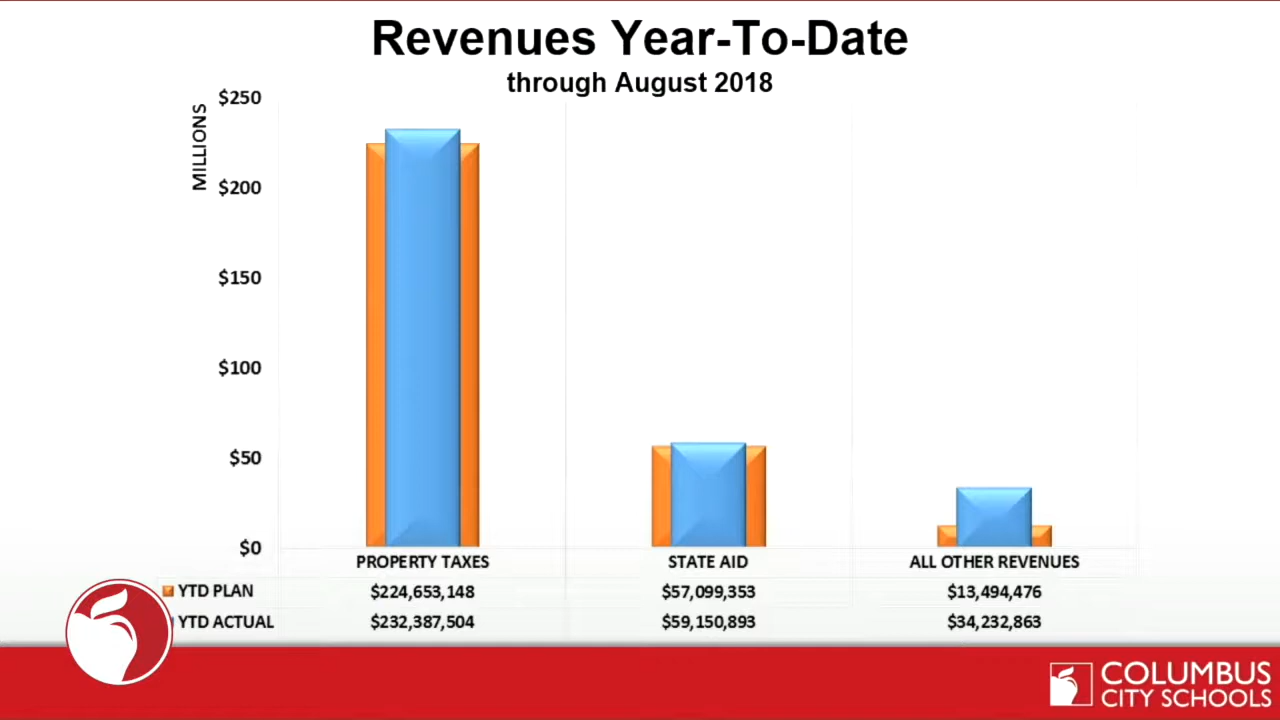 Revenues Year-To-Date
through August 2018
MILLIONS
$250
$200
$150
$100
$50
$0
PROPERTY TAXES STATE AID ALL OTHER REVENUES
YTD PLAN $224,653,148 $57,099,353 $13,494,476
YTD ACTUAL $232,387,504 $59,150,893 $34,232,863
COLUMBUS
CITY SCHOOLS